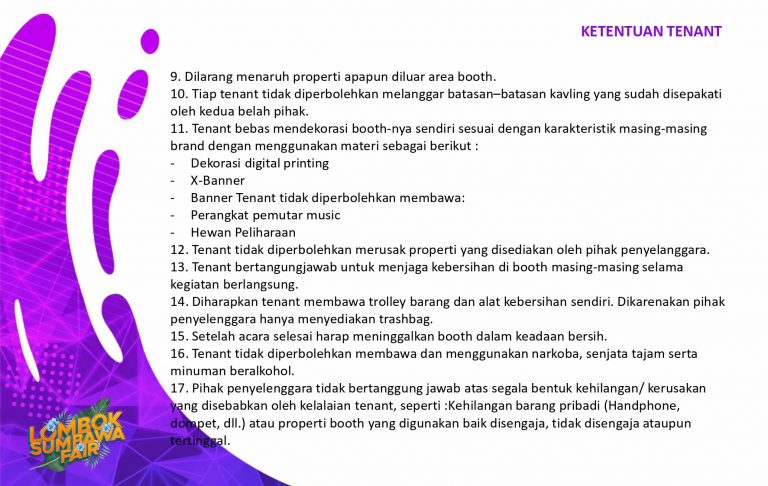 KETENTUAN TENANT
9. Dilarang menaruh properti apapun diluar area booth.
10. Tiap tenant tidak diperbolehkan melanggar batasan–batasan kavling yang sudah disepakati
oleh kedua belah pihak.
11. Tenant bebas mendekorasi booth-nya sendiri sesuai dengan karakteristik masing-masing
brand dengan menggunakan materi sebagai berikut :
- Dekorasi digital printing
- X-Banner
- Banner Tenant tidak diperbolehkan membawa:
- Perangkat pemutar music
- Hewan Peliharaan
12. Tenant tidak diperbolehkan merusak properti yang disediakan oleh pihak penyelanggara.
13. Tenant bertangungjawab untuk menjaga kebersihan di booth masing-masing selama
kegiatan berlangsung.
14. Diharapkan tenant membawa trolley barang dan alat kebersihan sendiri. Dikarenakan pihak
penyelenggara hanya menyediakan trashbag.
15. Setelah acara selesai harap meninggalkan booth dalam keadaan bersih.
16. Tenant tidak diperbolehkan membawa dan menggunakan narkoba, senjata tajam serta
minuman beralkohol.
17. Pihak penyelenggara tidak bertanggung jawab atas segala bentuk kehilangan/ kerusakan
yang disebabkan oleh kelalaian tenant, seperti :Kehilangan barang pribadi (Handphone,
dompet, dll.) atau properti booth yang digunakan baik disengaja, tidak disengaja ataupun
tertinggal.
LOMBOK
SUMBAWA
FAIR